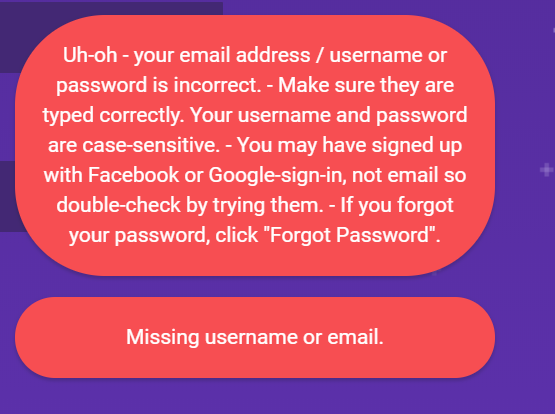 Uh-oh - your email address / username or
password is incorrect. - Make sure they are
typed correctly. Your username and password
are case-sensitive. - You may have signed up
with Facebook or Google-sign-in, not email so
double-check by trying them. - If you forgot
your password, click "Forgot Password".
Missing username or email.